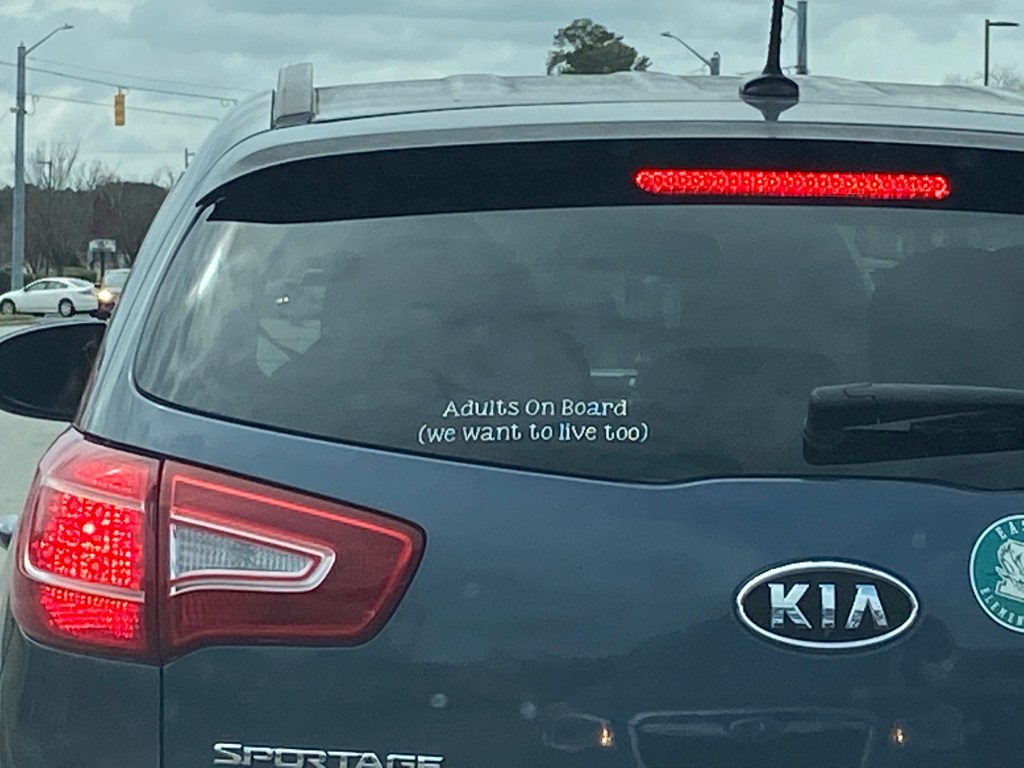 Adults On Board
(we want to live too)
KIA
SPORTAGE